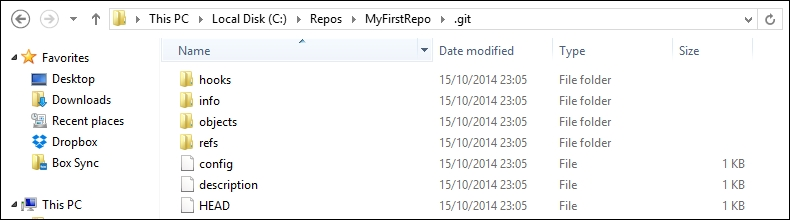 This PC Local Disk (C:) Repos MyFirstRepo .git
Name Date modified Type Size
Favorites
Desktop
Downloads
Recent places
Dropbox
Box Sync
This PC
hooks 15/10/2014 23:05 File folder
info 15/10/2014 23:05 File folder
objects 15/10/2014 23:05 File folder
refs 15/10/2014 23:05 File folder
config 15/10/2014 23:05 File 1 KB
description 15/10/2014 23:05 File 1 KB
HEAD 15/10/2014 23:05 File 1 KB